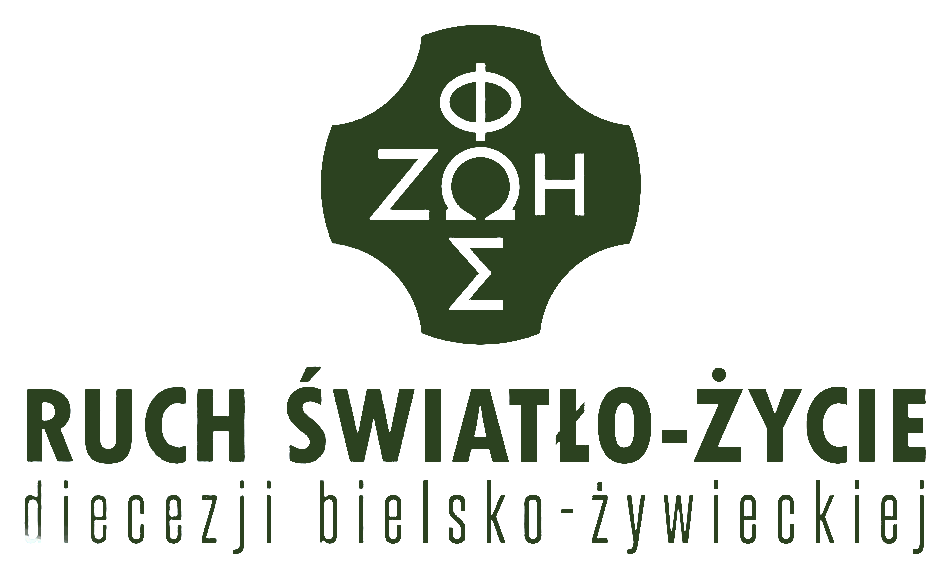 Φ
ΖΩΗ
Σ
RUCH ŚWIATŁO-ŻYCIE
diecezji bielsko-żywieckiej